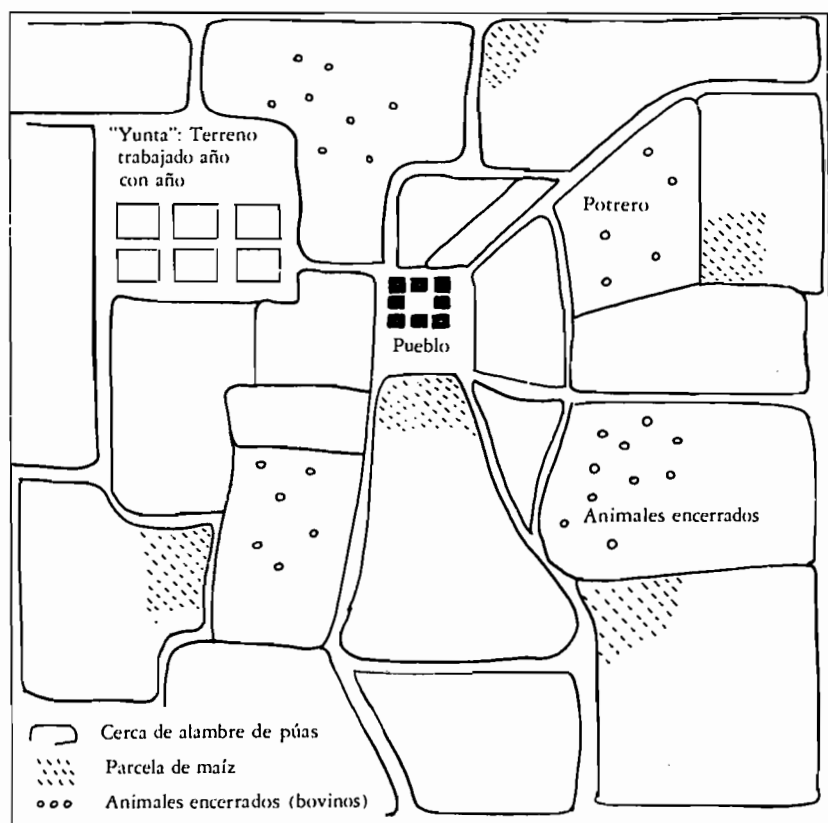 "Yunta": Terreno
trabajado año
con año
Potrero
Pueblo
Animales encerrados
Cerca de alambre de púas
Parcela de maíz
Animales encerrados (bovinos)